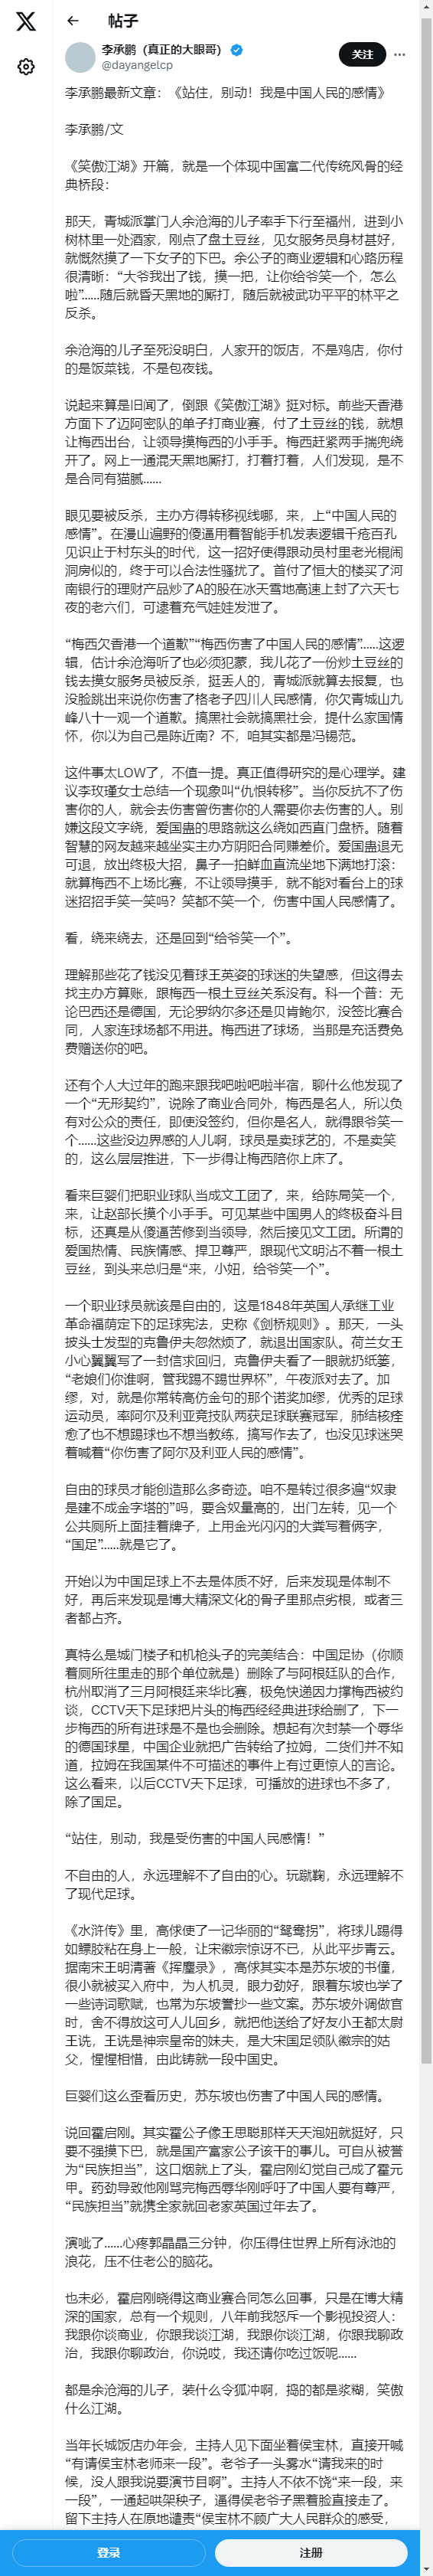 帖子
李承鹏（真正的大眼哥）
@dayangelcp
关注
李承鹏最新文章：《站住，别动！我是中国人民的感情》
李承鹏/文
《笑傲江湖》开篇，就是一个体现中国富二代传统风骨的经
典桥段：
那天，青城派掌门人余沧海的儿子率手下行至福州，进到小
树林里一处酒家，刚点了盘土豆丝，见女服务员身材甚好，
就慨然摸了一下女子的下巴。余公子的商业逻辑和心路历程
很清晰：“大爷我出了钱，摸一把，让你给爷笑一个，怎么
啦”......随后就昏天黑地的厮打，随后就被武功平平的林平之
反杀。
余沧海的儿子至死没明白，人家开的饭店，不是鸡店，你付
的是饭菜钱，不是包夜钱。
说起来算是旧闻了，倒跟《笑傲江湖》挺对标。前些天香港
方面下了迈阿密队的单子打商业赛，付了土豆丝的钱，就想
让梅西出台，让领导摸梅西的小手手。梅西赶紧两手揣兜绕
开了。网上一通混天黑地厮打，打着打着，人们发现，是不
是合同有猫腻......
眼见要被反杀，主办方得转移视线哪，来，上“中国人民的
感情”。在漫山遍野的傻逼用着智能手机发表逻辑千疮百孔
见识止于村东头的时代，这一招好使得跟动员村里老光棍闹
洞房似的，终于可以合法性骚扰了。首付了恒大的楼买了河
南银行的理财产品炒了A的股在冰天雪地高速上封了六天七
夜的老六们，可逮着充气娃娃发泄了。
“梅西欠香港一个道歉”“梅西伤害了中国人民的感情”......这逻
辑，估计余沧海听了也必须犯蒙，我儿花了一份炒土豆丝的
钱去摸女服务员被反杀，挺丢人的，青城派就算去报复，也
没脸跳出来说你伤害了格老子四川人民感情，你欠青城山九
峰八十一观一个道歉。搞黑社会就搞黑社会，提什么家国情
怀，你以为自己是陈近南？不，咱其实都是冯锡范。
这件事太LOW了，不值一提。真正值得研究的是心理学。建
议李玫瑾女士总结一个现象叫“仇恨转移”。当你反抗不了伤
害你的人，就会去伤害曾伤害你的人需要你去伤害的人。别
嫌这段文字绕，爱国蛊的思路就这么绕如西直门盘桥。随着
智慧的网友越来越坐实主办方阴阳合同赚差价。爱国蛊退无
可退，放出终极大招，鼻子一拍鲜血直流坐地下满地打滚：
就算梅西不上场比赛，不让领导摸手，就不能对看台上的球
迷招招手笑一笑吗？笑都不笑一个，伤害中国人民感情了。
看，绕来绕去，还是回到“给爷笑一个”。
理解那些花了钱没见着球王英姿的球迷的失望感，但这得去
找主办方算账，跟梅西一根土豆丝关系没有。科一个普：无
论巴西还是德国，无论罗纳尔多还是贝肯鲍尔，没签比赛合
同，人家连球场都不用进。梅西进了球场，当那是充话费免
费赠送你的吧。
还有个人大过年的跑来跟我吧啦吧啦半宿，聊什么他发现了
一个“无形契约”，说除了商业合同外，梅西是名人，所以负
有对公众的责任，即使没签约，但你是名人，就得跟爷笑一
个......这些没边界感的人儿啊，球员是卖球艺的，不是卖笑
的，这么层层推进，下一步得让梅西陪你上床了。
看来巨婴们把职业球队当成文工团了，来，给陈局笑一个，
来，让赵部长摸个小手手。可见某些中国男人的终极奋斗目
标，还真是从傻逼苦修到当领导，然后接见文工团。所谓的
爱国热情、民族情感、捍卫尊严，跟现代文明沾不着一根土
豆丝，到头来总归是“来，小妞，给爷笑一个”。
一个职业球员就该是自由的，这是1848年英国人承继工业
革命福荫定下的足球宪法，史称《剑桥规则》。那天，一头
披头士发型的克鲁伊夫忽然烦了，就退出国家队。荷兰女王
小心翼翼写了一封信求回归，克鲁伊夫看了一眼就扔纸篓，
“老娘们你谁啊，管我踢不踢世界杯”，午夜派对去了。加
缪，对，就是你常转高仿金句的那个诺奖加缪，优秀的足球
运动员，率阿尔及利亚竞技队两获足球联赛冠军，肺结核痊
愈了也不想踢球也不想当教练，搞写作去了，也没见球迷哭
着喊着“你伤害了阿尔及利亚人民的感情”。
自由的球员才能创造那么多奇迹。咱不是转过很多遍“奴隶
是建不成金字塔的”吗，要含奴量高的，出门左转，见一个
公共厕所上面挂着牌子，上用金光闪闪的大粪写着俩字，
“国足”......就是它了。
开始以为中国足球上不去是体质不好，后来发现是体制不
好，再后来发现是博大精深文化的骨子里那点劣根，或者三
者都占齐。
真特么是城门楼子和机枪头子的完美结合：中国足协（你顺
着厕所往里走的那个单位就是）删除了与阿根廷队的合作，
杭州取消了三月阿根廷来华比赛，极兔快递因力撑梅西被约
谈，CCTV天下足球把片头的梅西经经典进球给删了，下一
步梅西的所有进球是不是也会删除。想起有次封禁一个辱华
的德国球星，中国企业就把广告转给了拉姆，二货们并不知
道，拉姆在我国某件不可描述的事件上有过更惊人的言论。
这么看来，以后CCTV天下足球，可播放的进球也不多了，
除了国足。
“站住，别动，我是受伤害的中国人民感情！”
不自由的人，永远理解不了自由的心。玩蹴鞠，永远理解不
了现代足球。
《水浒传》里，高俅使了一记华丽的“鸳鸯拐”，将球儿踢得
如鳔胶粘在身上一般，让宋徽宗惊讶不已，从此平步青云。
据南宋王明清著《挥麈录》，高俅其实本是苏东坡的书僮，
很小就被买入府中，为人机灵，眼力劲好，跟着东坡也学了
一些诗词歌赋，也常为东坡誊抄一些文案。苏东坡外调做官
时，舍不得放这可人儿回乡，就把他送给了好友小王都太尉
王诜，王诜是神宗皇帝的妹夫，是大宋国足领队徽宗的姑
父，惺惺相惜，由此铸就一段中国史。
巨婴们这么歪看历史，苏东坡也伤害了中国人民的感情。
说回霍启刚。其实霍公子像王思聪那样天天泡妞就挺好，只
要不强摸下巴，就是国产富家公子该干的事儿。可自从被誉
为“民族担当”，这口烟就上了头，霍启刚幻觉自己成了霍元
甲。药劲导致他刚骂完梅西辱华刚呼吁了中国人要有尊严，
“民族担当”就携全家就回老家英国过年去了。
演呲了......心疼郭晶晶三分钟，你压得住世界上所有泳池的
浪花，压不住老公的脑花。
也未必，霍启刚晓得这商业赛合同怎么回事，只是在博大精
深的国家，总有一个规则，八年前我怒斥一个影视投资人：
我跟你谈商业，你跟我谈江湖，我跟你谈江湖，你跟我聊政
治，我跟你聊政治，你说哎，我还请你吃过饭呢......
都是余沧海的儿子，装什么令狐冲啊，捣的都是浆糊，笑傲
什么江湖。
当年长城饭店办年会，主持人见下面坐着侯宝林，直接开喊
“有请侯宝林老师来一段”。老爷子一头雾水“请我来的时
候，没人跟我说要演节目啊”。主持人不依不饶“来一段，来
一段”，一通起哄架秧子，逼得侯老爷子黑着脸直接走了。
留下主持人在原地谴责“侯宝林不顾广大人民群众的感受，
登录
注册